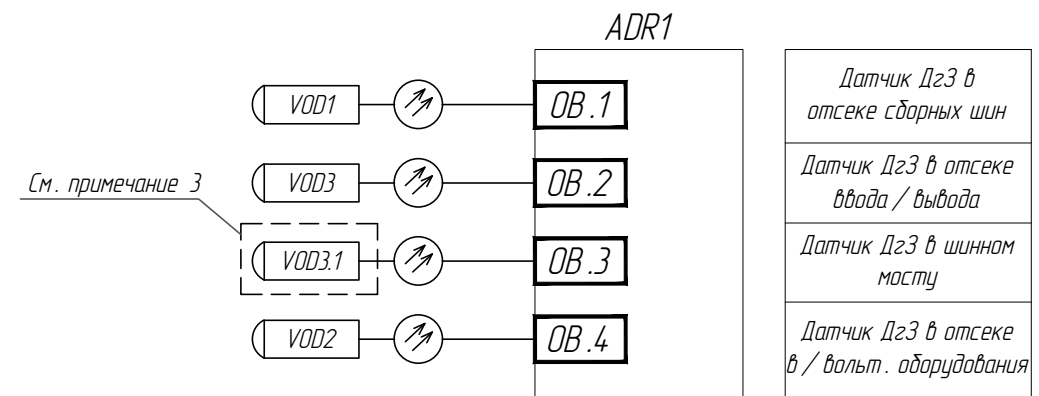 ADR1
VOD1
OB.1
Датчик ДгЗ в
отсеке сборных шин
См. примечание 3
VOD3
OB.2
Датчик ДгЗ в отсеке
ввода / вывода
VOD3.1
OB.3
Датчик ДгЗ в шинном
мосту
VOD2
OB.4
Датчик ДгЗ в отсеке
в / вольт. оборудования